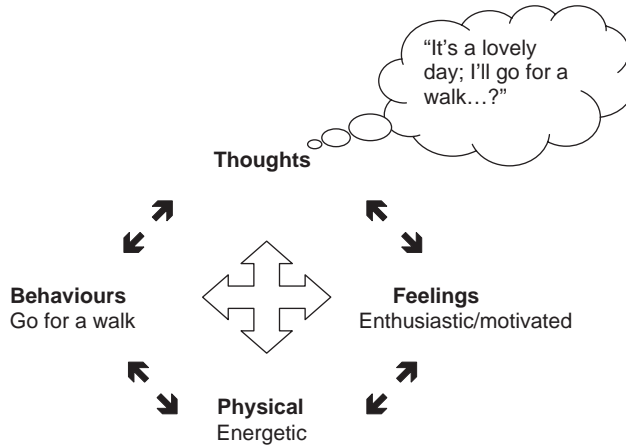 “It’s a lovely
day; I’ll go for a
walk…?”
Thoughts
Behaviours
Go for a walk
Feelings
Enthusiastic/motivated
Physical
Energetic